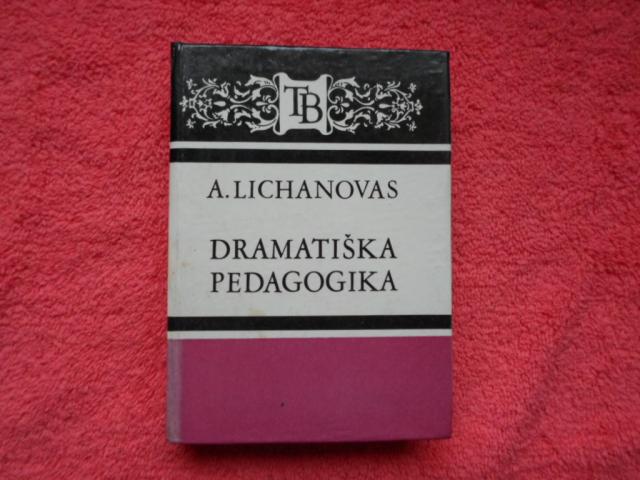 TB
A. LICHANOVAS
DRAMATIŠKA
PEDAGOGIKA